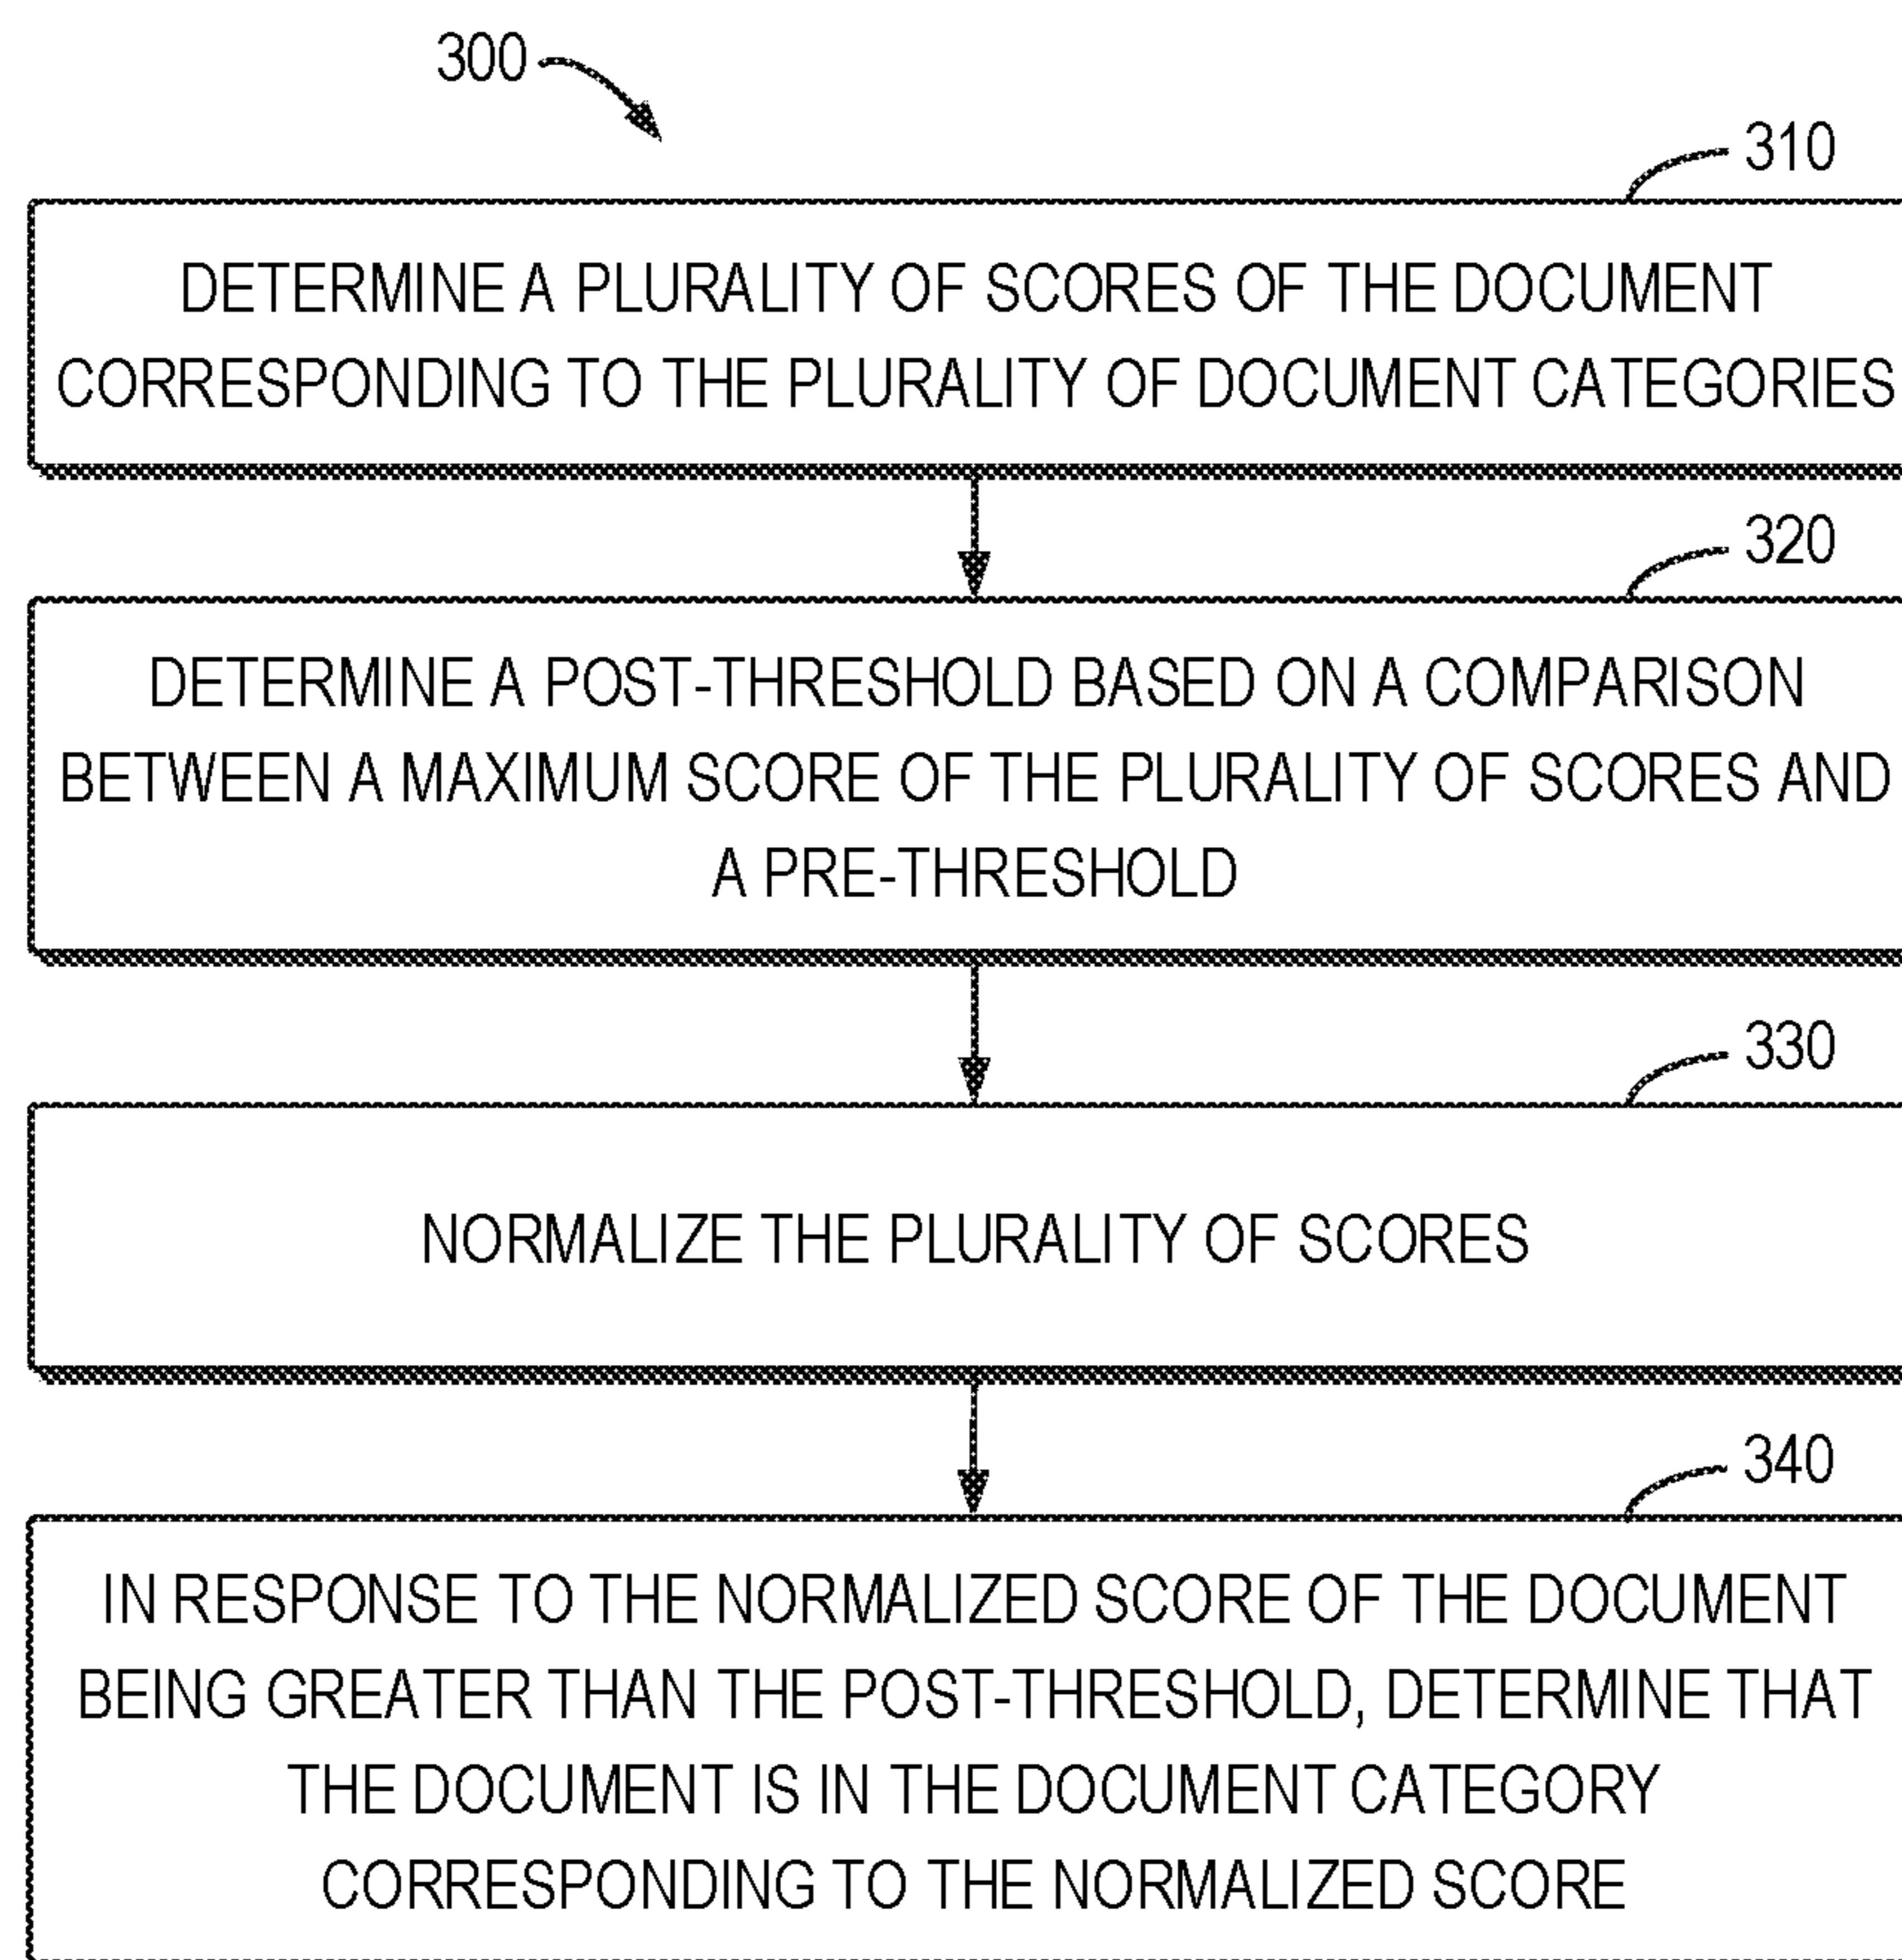 300
310
DETERMINE A PLURALITY OF SCORES OF THE DOCUMENT
CORRESPONDING TO THE PLURALITY OF DOCUMENT CATEGORIES
320
DETERMINE A POST-THRESHOLD BASED ON A COMPARISON
BETWEEN A MAXIMUM SCORE OF THE PLURALITY OF SCORES AND
A PRE-THRESHOLD
330
NORMALIZE THE PLURALITY OF SCORES
340
IN RESPONSE TO THE NORMALIZED SCORE OF THE DOCUMENT
BEING GREATER THAN THE POST-THRESHOLD, DETERMINE THAT
THE DOCUMENT IS IN THE DOCUMENT CATEGORY
CORRESPONDING TO THE NORMALIZED SCORE